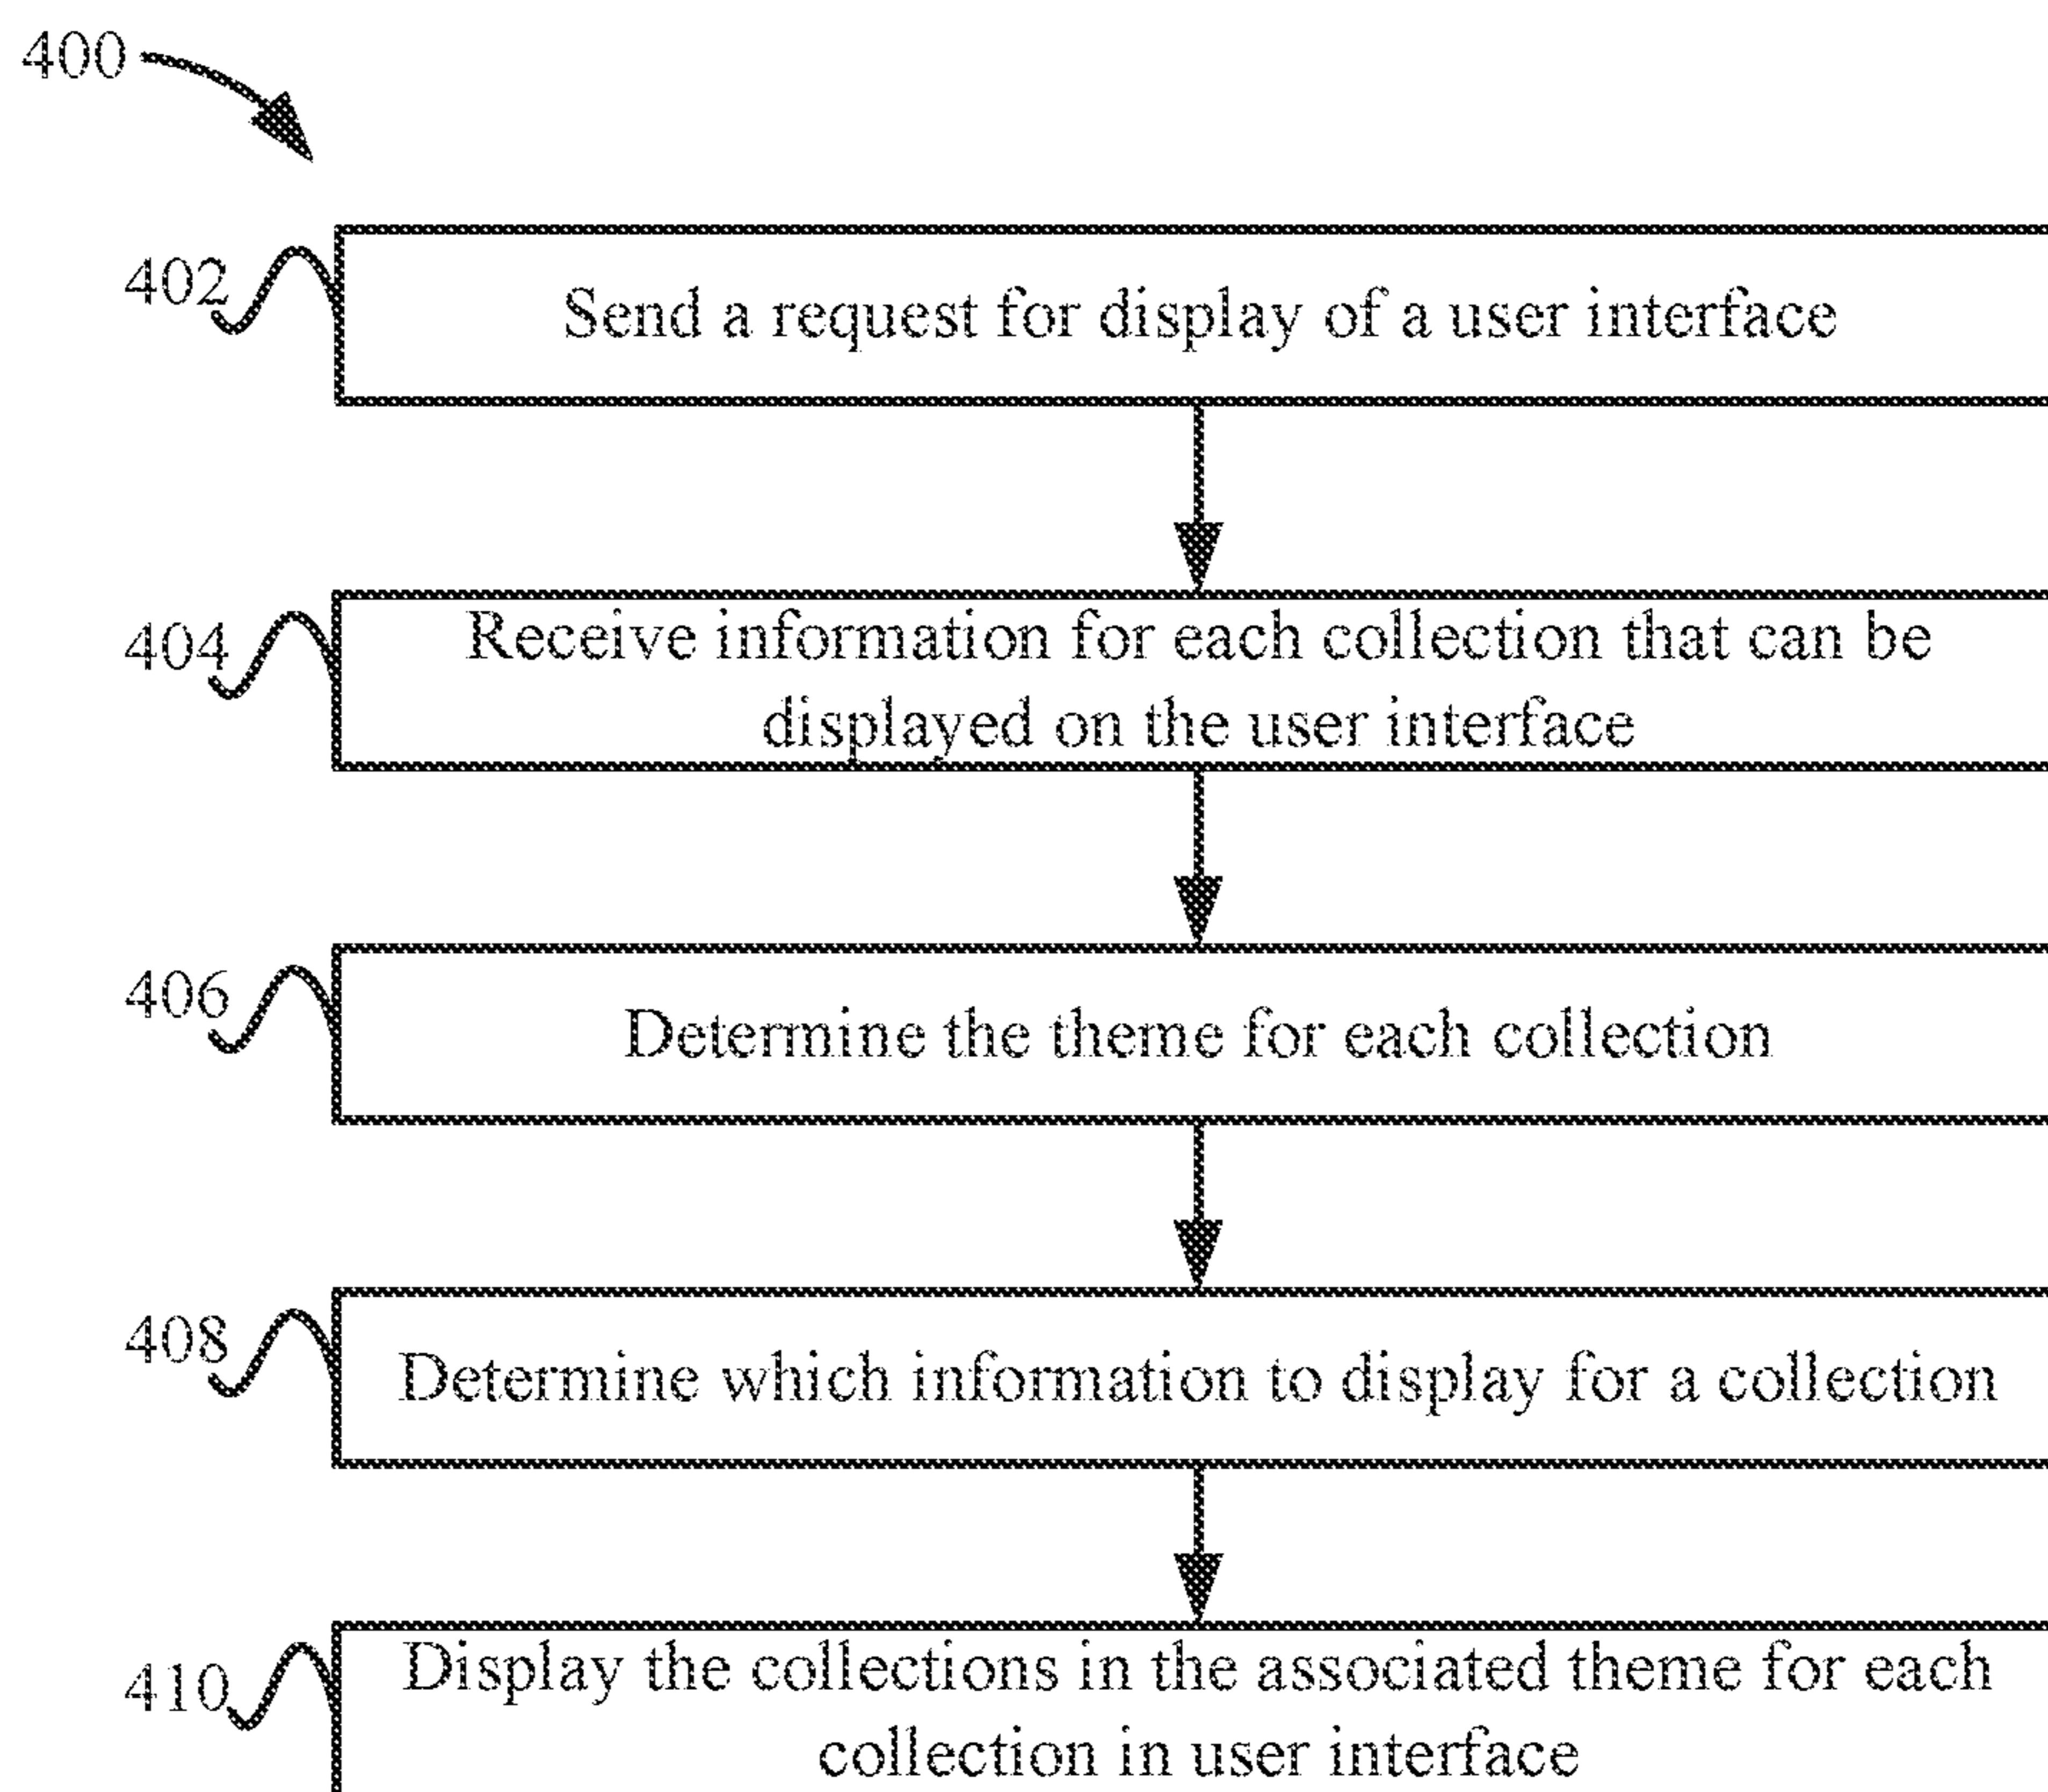 400
402
Send a request for display of a user interface
404
Receive information for each collection that can be
displayed on the user interface
406
Determine the theme for each collection
408
Determine which information to display for a collection
410
Display the collections in the associated theme for each
collection in user interface